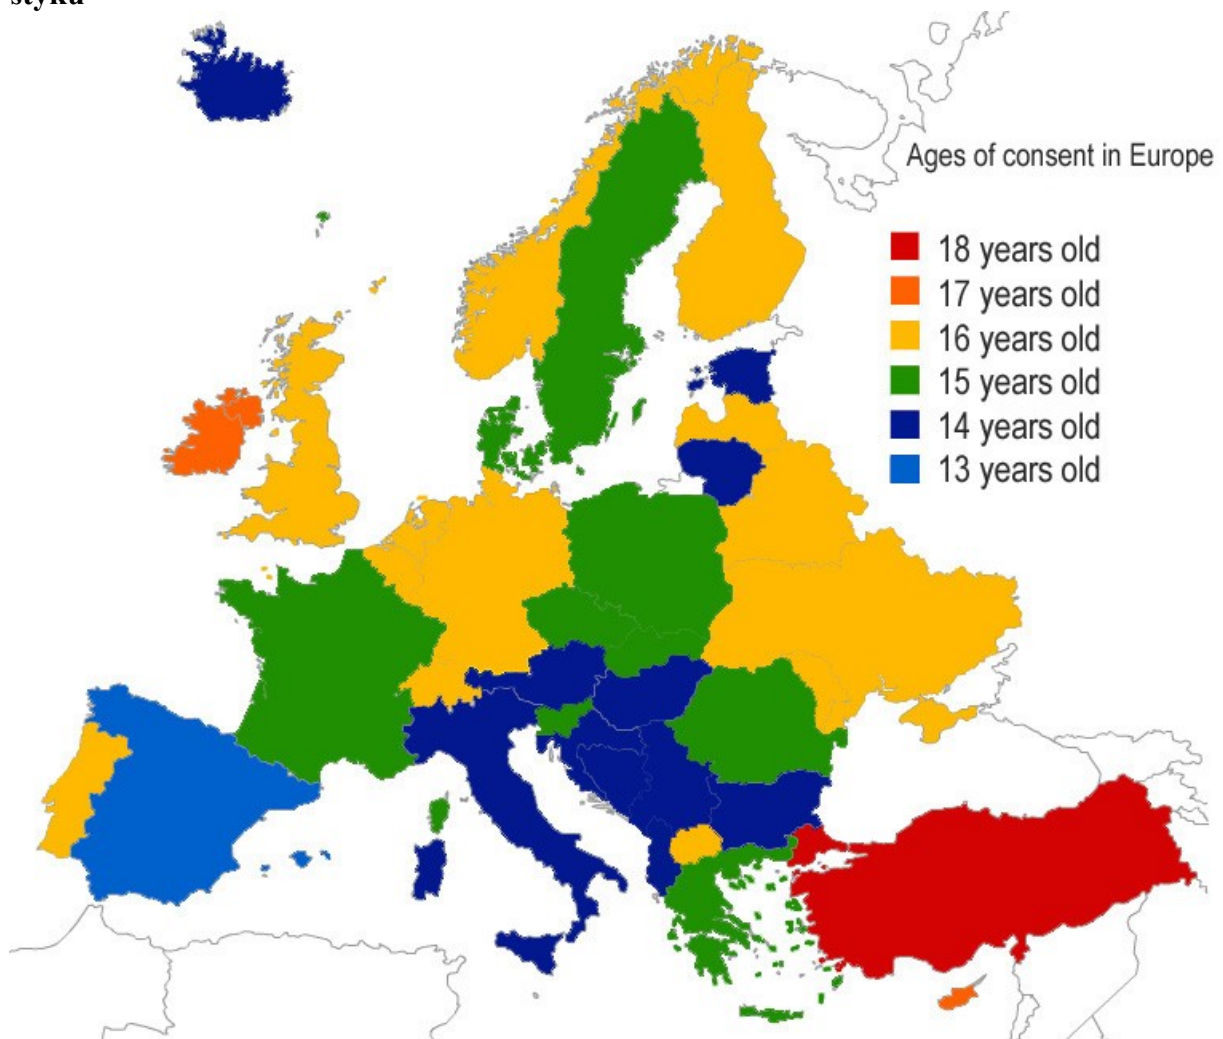 styku
Ages of consent in Europe
18 years old
17 years old
16 years old
15 years old
14 years old
13 years old